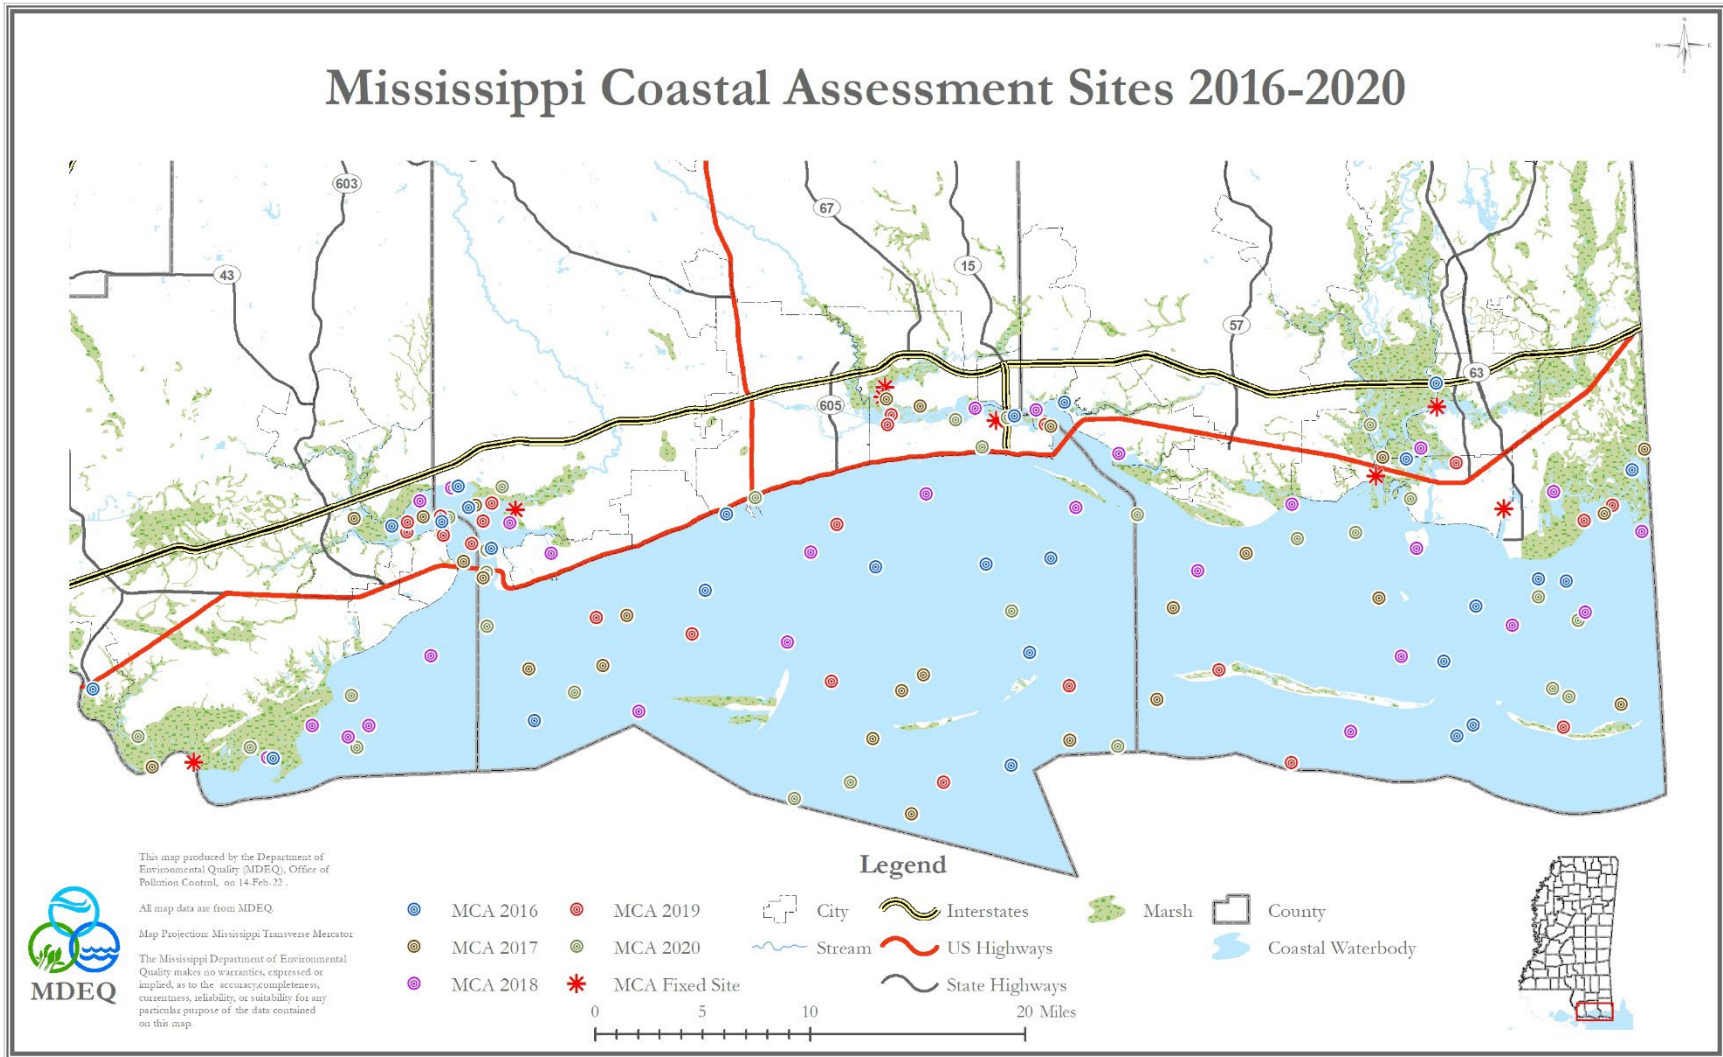 Mississippi Coastal Assessment Sites 2016-2020
N
W
E
S
603
67
15
43
57
63
605
This map produced by the Department of
Environmental Quality (MDEQ), Office of
Pollution Control, on 14-Feb-22 .
All map data are from MDEQ.
Map Projection: Mississippi Transverse Mercator
The Mississippi Department of Environmental
Quality makes no warranties, expressed or
implied, as to the accuracy,completeness,
currentness, reliability, or suitability for any
particular purpose of the data contained
on this map.
MDEQ
Legend
MCA 2016
MCA 2019
City
Interstates
Marsh
County
MCA 2017
MCA 2020
Stream
US Highways
Coastal Waterbody
MCA 2018
MCA Fixed Site
State Highways
0 5 10 20 Miles